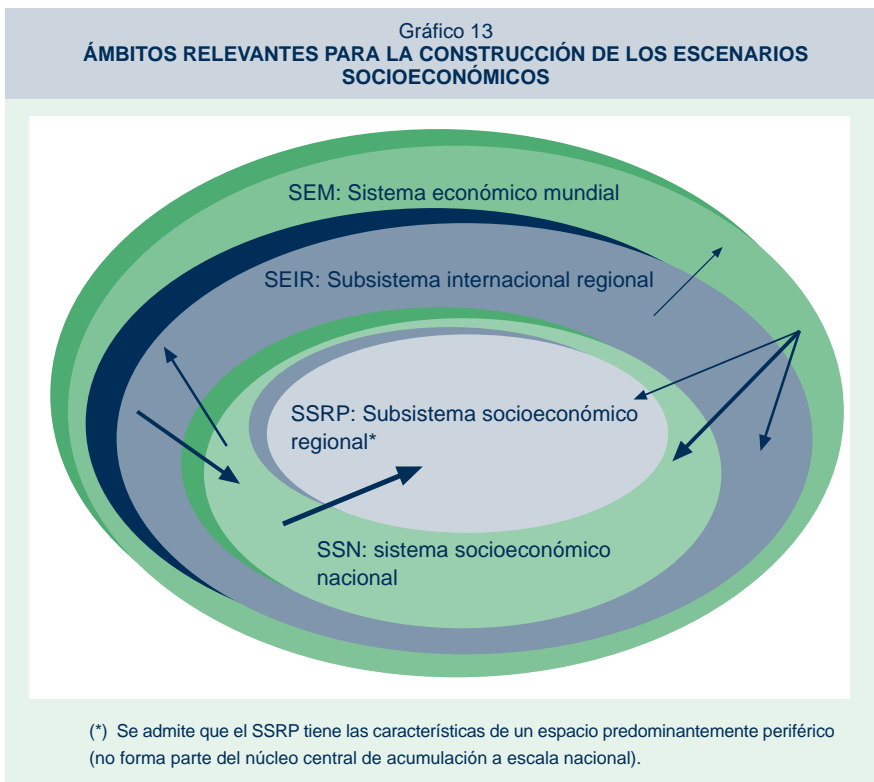 Gráfico 13
ÁMBITOS RELEVANTES PARA LA CONSTRUCCIÓN DE LOS ESCENARIOS
SOCIOECONÓMICOS
SEM: Sistema económico mundial
SEIR: Subsistema internacional regional
SSRP: Subsistema socioeconómico
regional*
SSN: sistema socioeconómico
nacional
(*) Se admite que el SSRP tiene las características de un espacio predominantemente periférico
(no forma parte del núcleo central de acumulación a escala nacional).